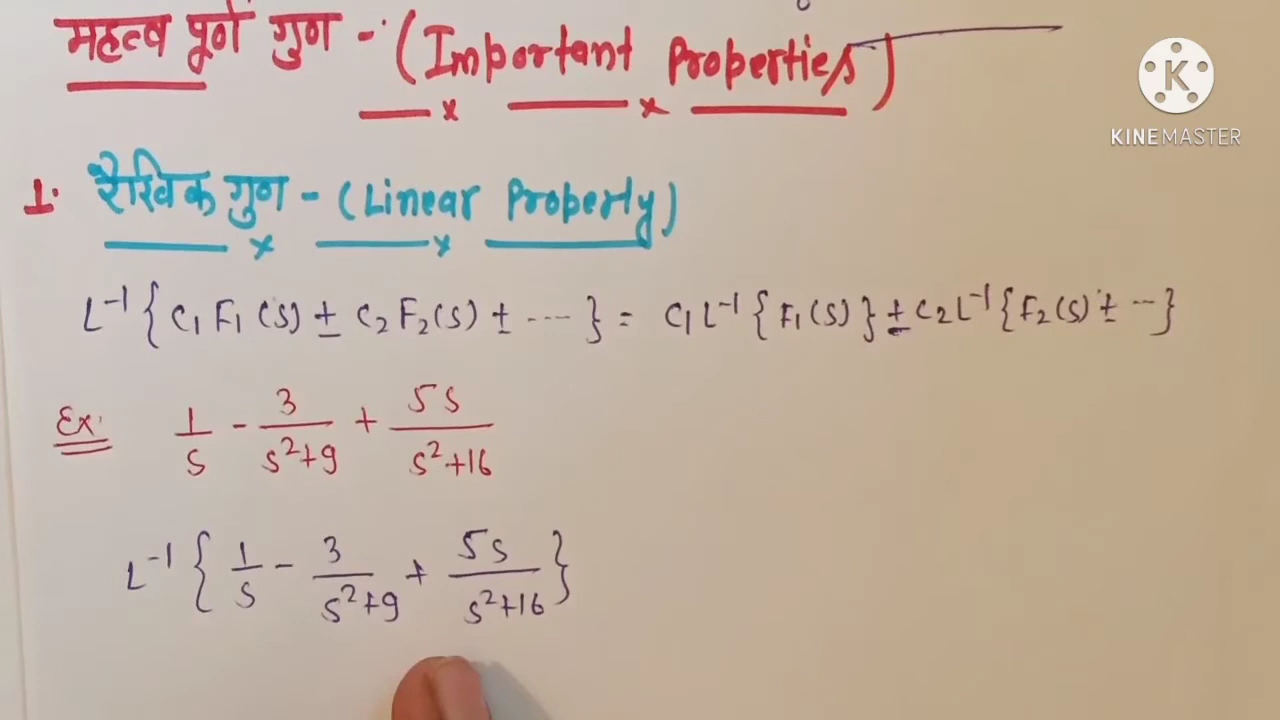 महत्व पूर्ण गुण - (Important Properties)
K
KINEMASTER
1. रैखिक गुण - (Linear Property)
L⁻¹ { C₁ F₁ (S) ± C₂ F₂(S) ± ---- } = C₁ L⁻¹ { F₁ (S) } ± C₂ L⁻¹ { F₂ (S) ± -- }
Ex: 1/S - 3/(S²+9) + 5S/(S²+16)
L⁻¹ { 1/S - 3/(S²+9) + 5S/(S²+16) }